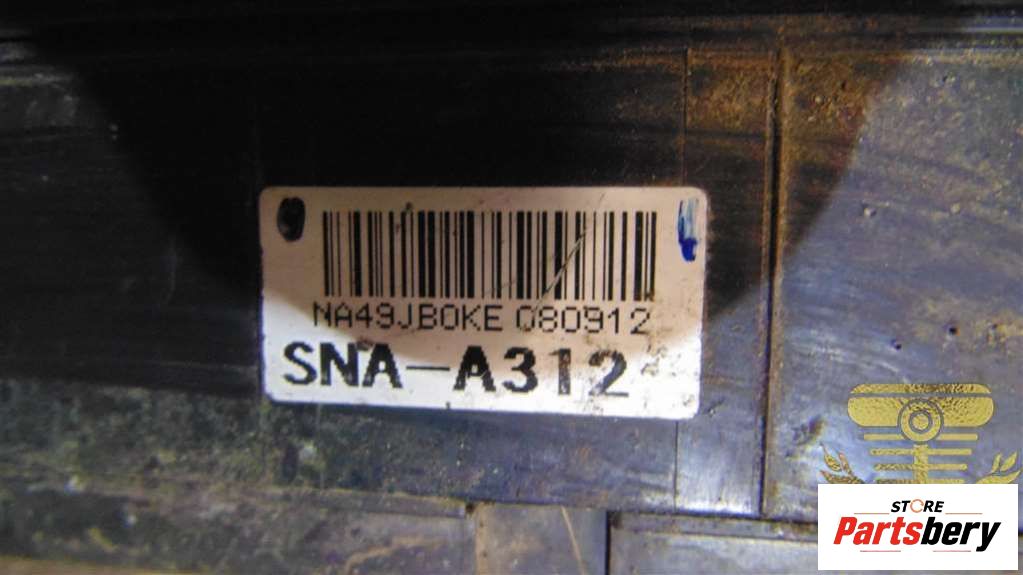 NA49JB0KE 080912
SNA-A312
STORE
Partsbery